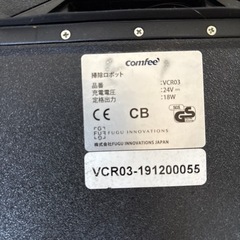 comfee'
掃除ロボット
品番 :VCR03
充電電圧 :24V ⎓
定格出力 :18W
CE CB GS
FUGU INNOVATIONS
株式会社FUGU INNOVATIONS JAPAN
VCR03-191200055